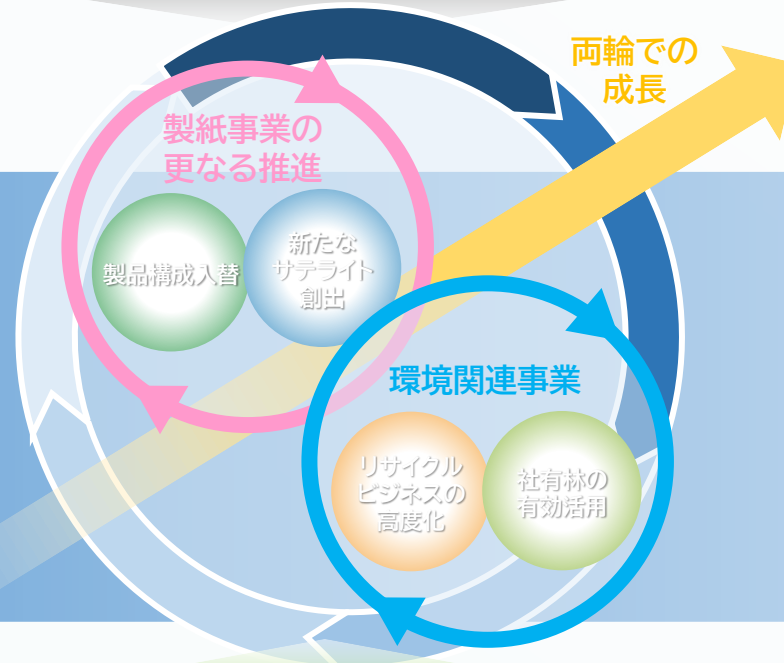 両輪での
成長
製紙事業の
更なる推進
製品構成入替
新たな
サテライト
創出
環境関連事業
リサイクル
ビジネスの
高度化
社有林の
有効活用